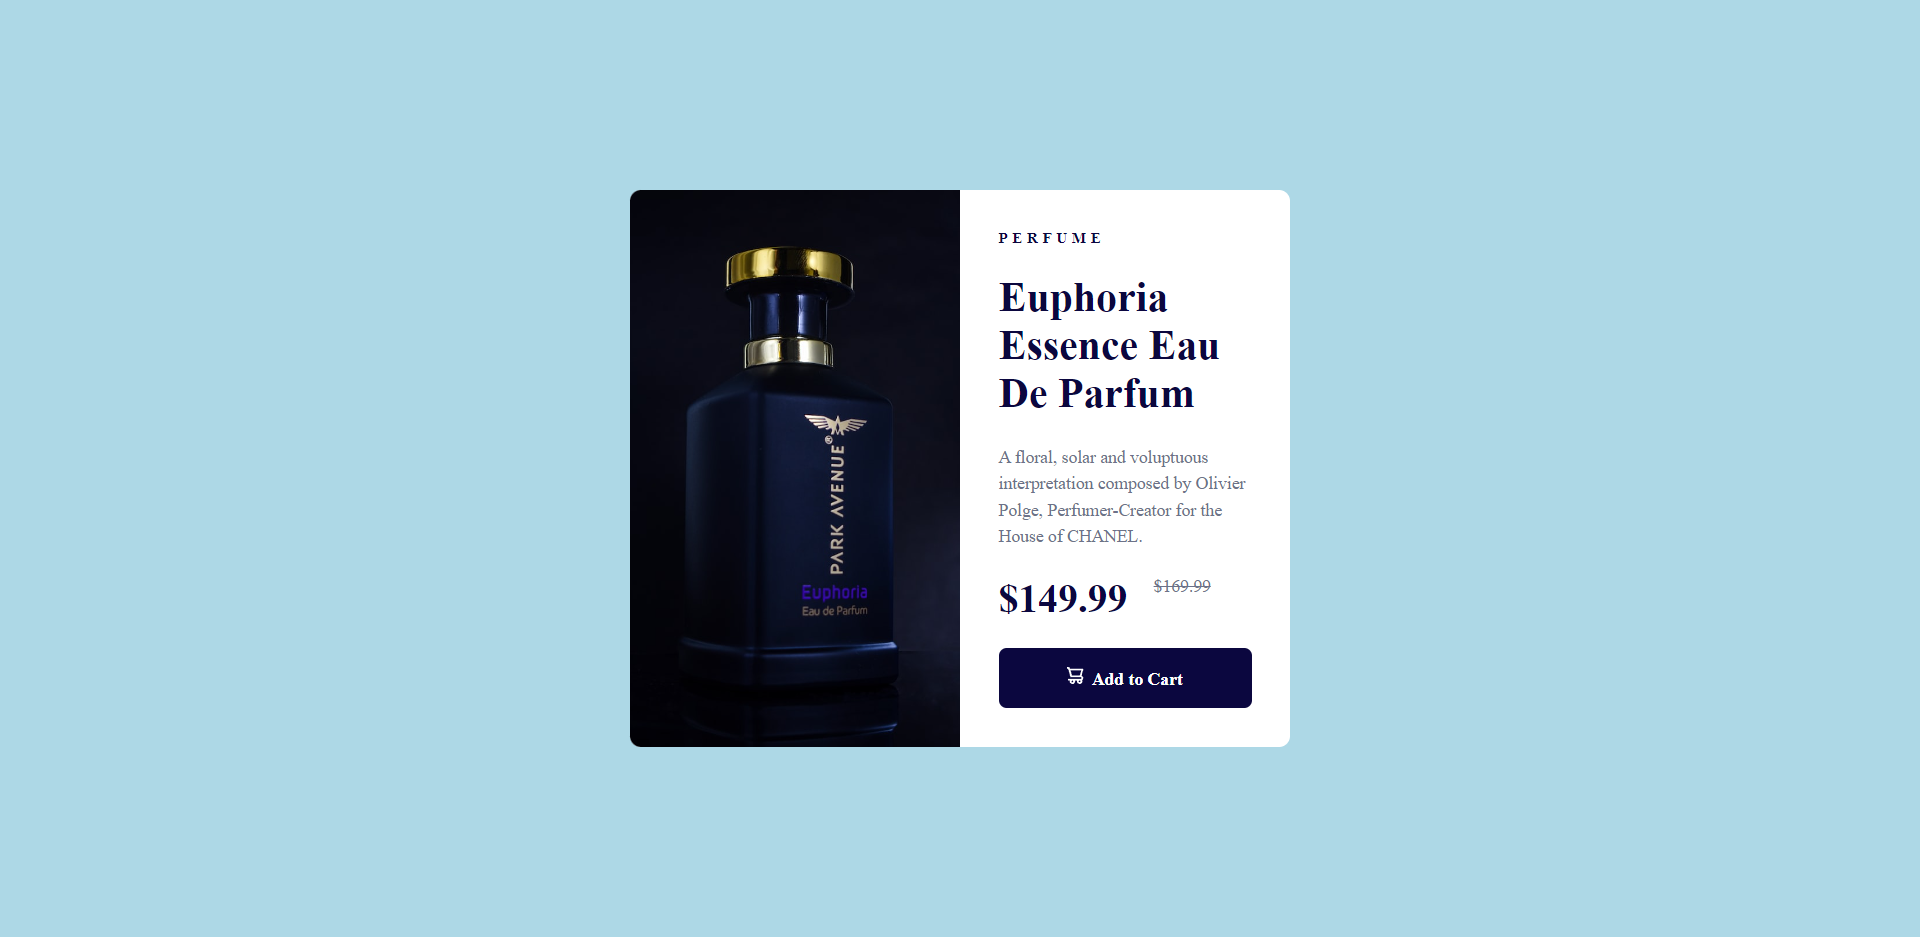 PARK AVENUE®
Euphoria
Eau de Parfum
PERFUME
Euphoria
Essence Eau
De Parfum
A floral, solar and voluptuous
interpretation composed by Olivier
Polge, Perfumer-Creator for the
House of CHANEL.
$149.99 $169.99
Add to Cart